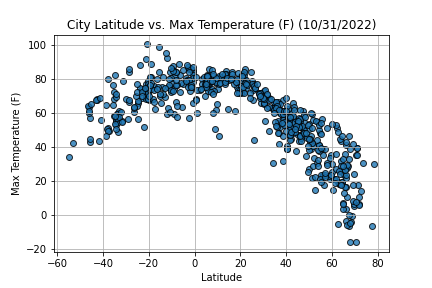 City Latitude vs. Max Temperature (F) (10/31/2022)
100
80
60
40
20
0
−20
Max Temperature (F)
−60 −40 −20 0 20 40 60 80
Latitude